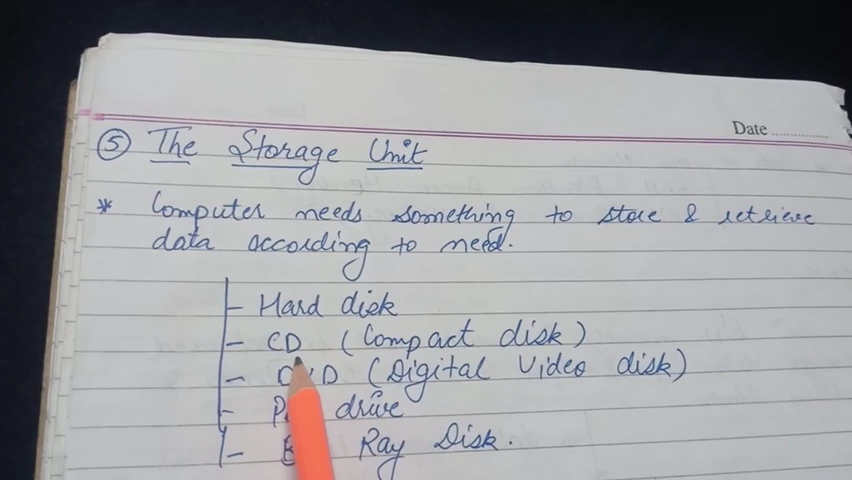 Date ..............
⑤ The Storage Unit
* Computer needs something to store & retrieve
data according to need.
- Hard disk
- CD (Compact disk)
- (Digital Video disk)
- drive
- Ray Disk.